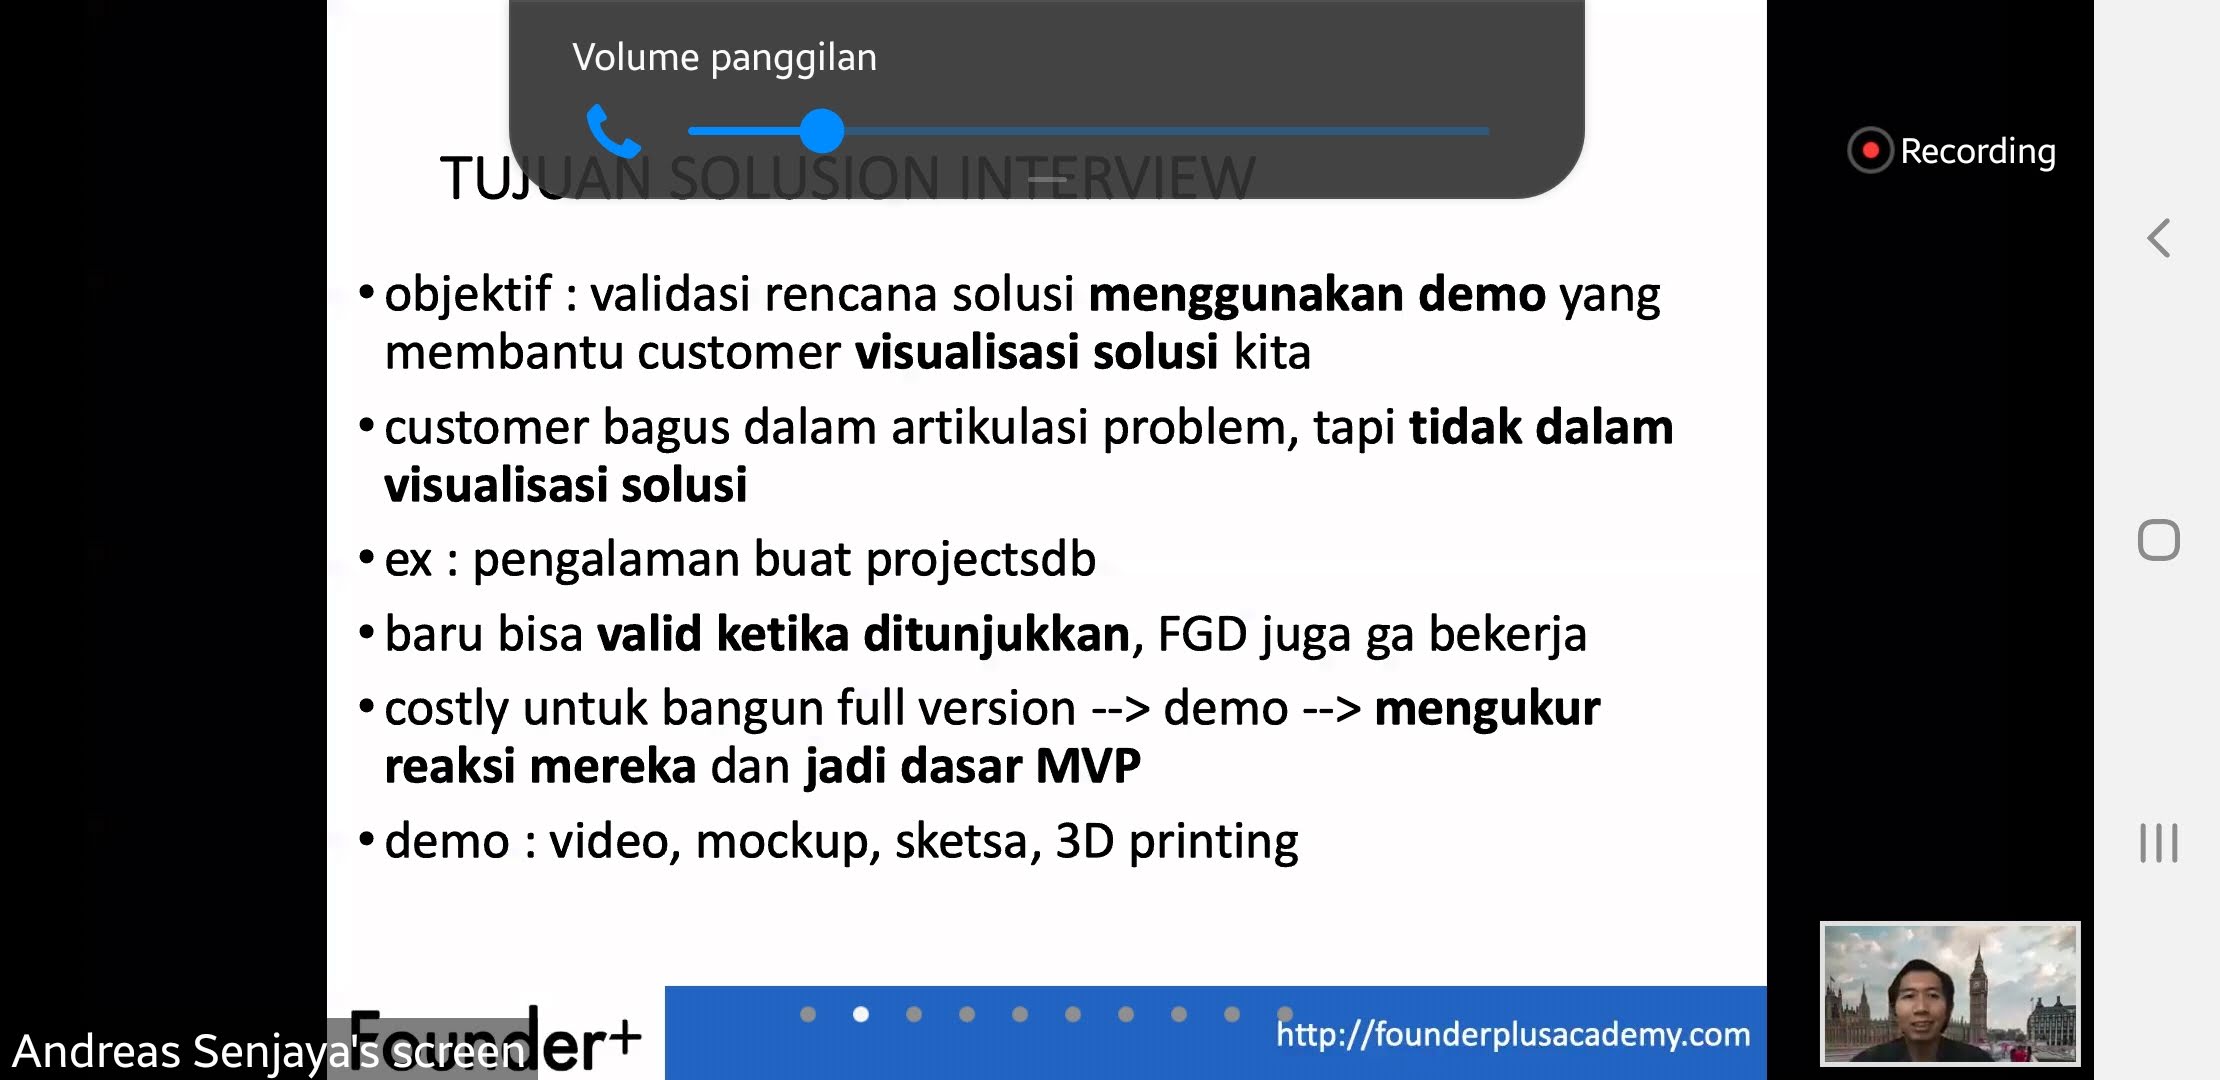 Volume panggilan
TUJUAN SOLUSION INTERVIEW
Recording
• objektif : validasi rencana solusi menggunakan demo yang
membantu customer visualisasi solusi kita
• customer bagus dalam artikulasi problem, tapi tidak dalam
visualisasi solusi
• ex : pengalaman buat projectsdb
• baru bisa valid ketika ditunjukkan, FGD juga ga bekerja
• costly untuk bangun full version --> demo --> mengukur
reaksi mereka dan jadi dasar MVP
• demo : video, mockup, sketsa, 3D printing
Founder+
http://founderplusacademy.com
Andreas Senjaya's screen